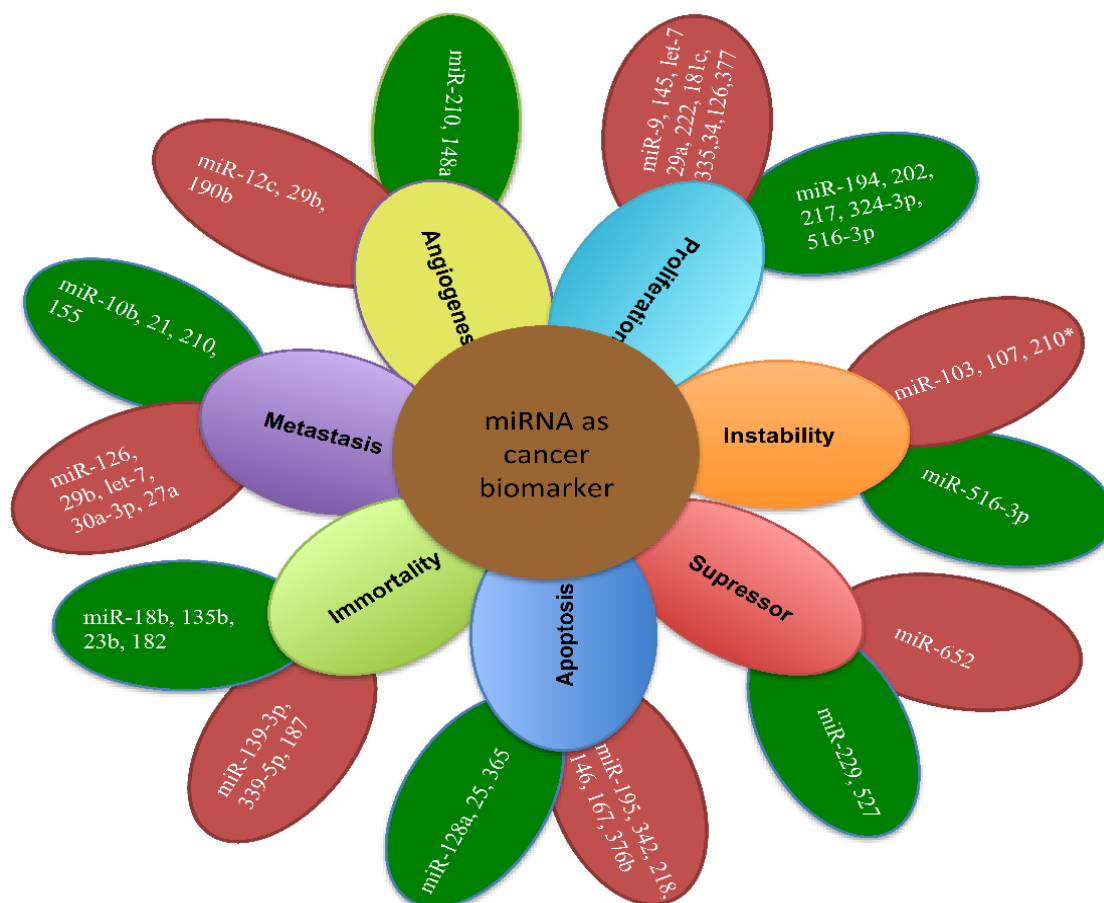 miR-210, 148a
miR-9, 145, let-7
29a, 222, 181c,
335,34,126,377
miR-12c, 29b,
190b
miR-194, 202,
217, 324-3p,
516-3p
Angiogenes
Proliferation
miR-10b, 21, 210,
155
miR-103, 107, 210*
Metastasis
miRNA as
cancer
biomarker
Instability
miR-126,
29b, let-7,
30a-3p, 27a
miR-516-3p
Immortality
Apoptosis
Supressor
miR-18b, 135b,
23b, 182
miR-652
miR-139-3p,
339-5p, 187
miR-128a, 25, 365
miR-195, 342, 218,
146, 167, 376b
miR-229, 527